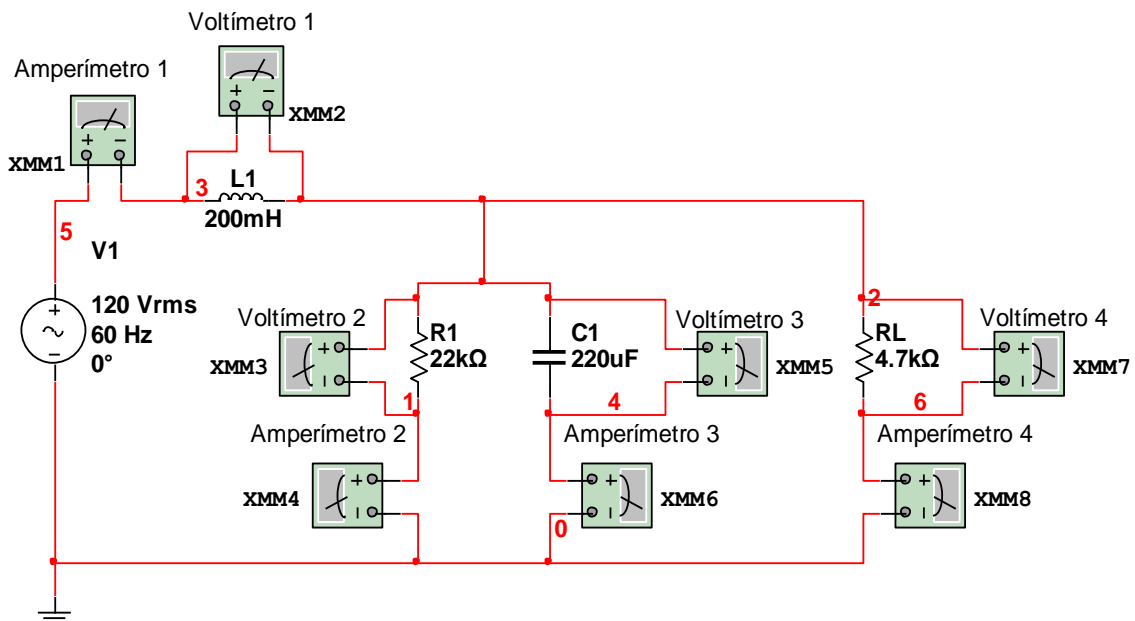 Voltímetro 1
Amperímetro 1
XMM2
XMM1
3
L1
200mH
5
V1
120 Vrms
60 Hz
0°
2
Voltímetro 2
R1
22kΩ
XMM3
1
C1
220uF
4
Voltímetro 3
XMM5
RL
4.7kΩ
6
Voltímetro 4
XMM7
Amperímetro 2
XMM4
Amperímetro 3
XMM6
0
Amperímetro 4
XMM8